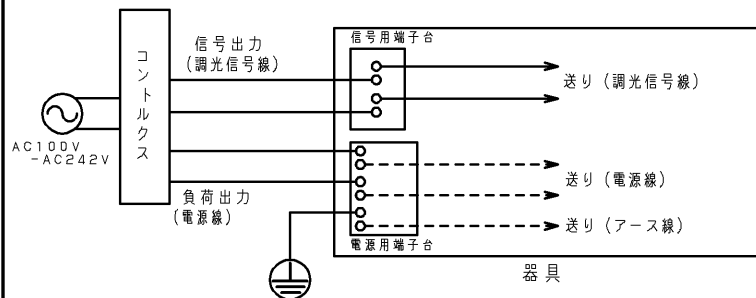 信号用端子台
信号出力
(調光信号線)
コントルクス
送り(調光信号線)
AC100V
-AC242V
送り(電源線)
負荷出力
(電源線)
送り(アース線)
電源用端子台
器具